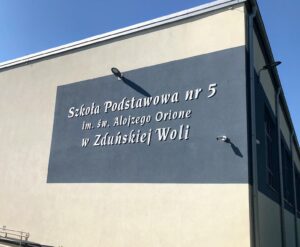 Szkoła Podstawowa nr 5
im. św. Alojzego Orione
w Zduńskiej Woli